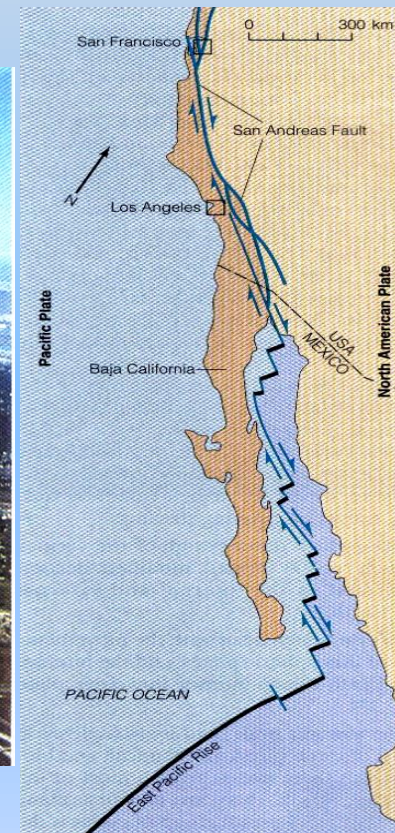 0 300 km
San Francisco
San Andreas Fault
N
Los Angeles
Pacific Plate
North American Plate
USA
MEXICO
Baja California
PACIFIC OCEAN
East Pacific Rise